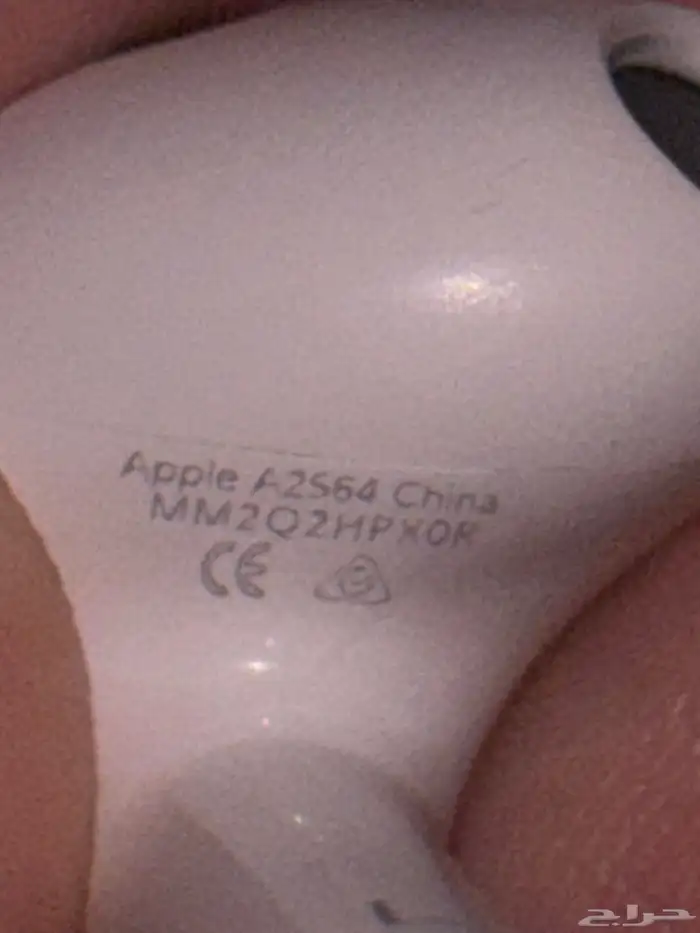 Apple A2564 China
MM2Q2HPX0R
CE
حراج